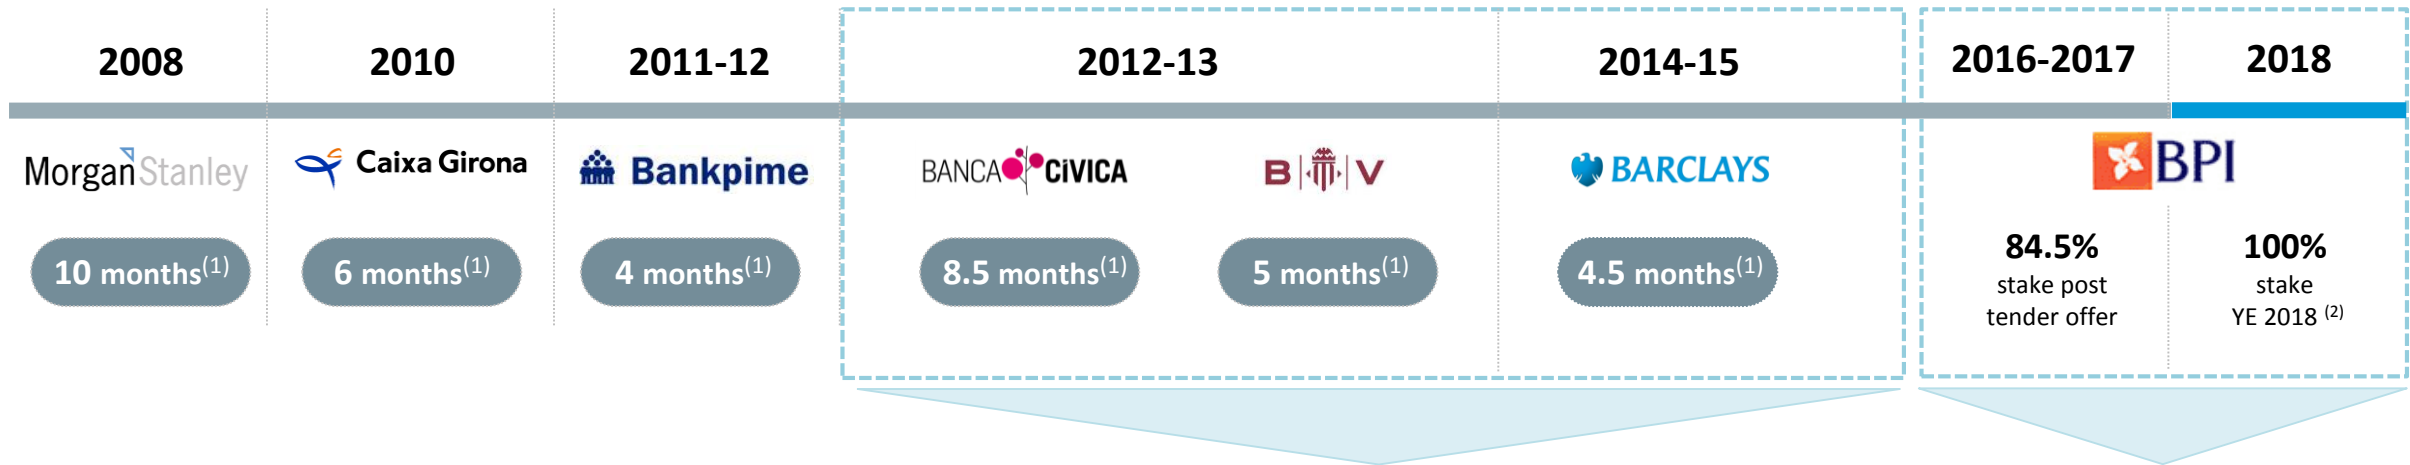 2008
2010
2011-12
2012-13
2014-15
2016-2017
2018
Morgan Stanley
Caixa Girona
Bankpime
BANCA CÍVICA
B V
BARCLAYS
BPI
10 months(1)
6 months(1)
4 months(1)
8.5 months(1)
5 months(1)
4.5 months(1)
84.5%
stake post
tender offer
100%
stake
YE 2018 (2)